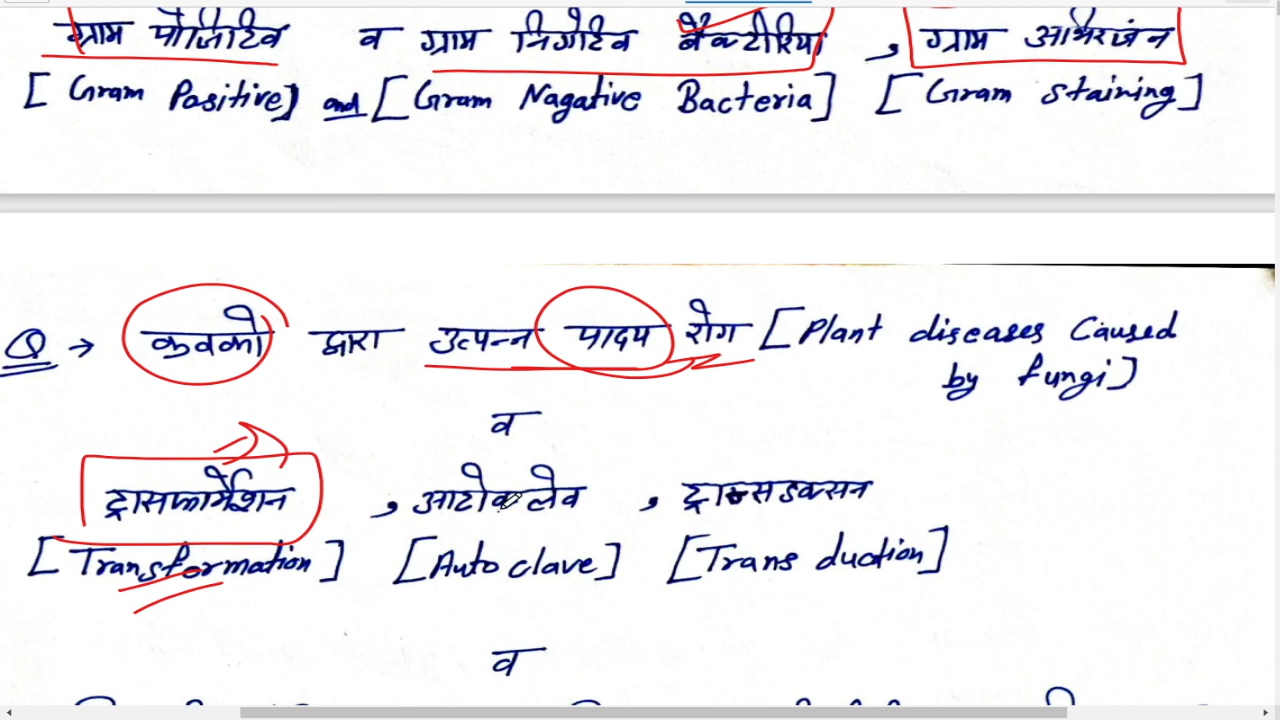 ग्राम पोजिटिव व ग्राम निगेटिव बैक्टीरिया , ग्राम अभिरंजन
[ Gram Positive] and [Gram Nagative Bacteria] [Gram Staining]
Q → कवको द्वारा उत्पन्न पादप रोग [Plant diseases Caused
by fungi]
व
ट्रासफार्मेशन , आटोक्लेव , ट्रान्सडक्सन
[Transformation] [Auto clave] [Trans duction]
व